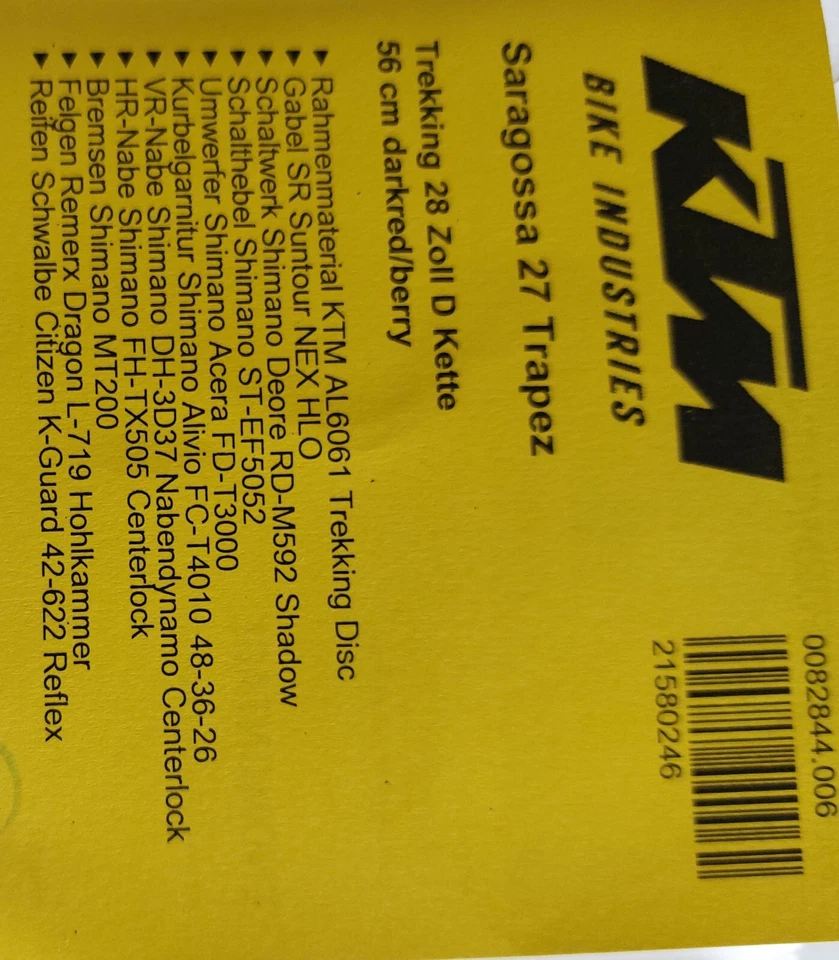 KTM
BIKE INDUSTRIES
0082844.006
21580246
Saragossa 27 Trapez
Trekking 28 Zoll D Kette
56 cm darkred/berry
▸ Rahmenmaterial KTM AL6061 Trekking Disc
▸ Gabel SR Suntour NEX HLO
▸ Schaltwerk Shimano Deore RD-M592 Shadow
▸ Schalthebel Shimano ST-EF5052
▸ Umwerfer Shimano Acera FD-T3000
▸ Kurbelgarnitur Shimano Alivio FC-T4010 48-36-26
▸ VR-Nabe Shimano DH-3D37 Nabendynamo Centerlock
▸ HR-Nabe Shimano FH-TX505 Centerlock
▸ Bremsen Shimano MT200
▸ Felgen Remerx Dragon L-719 Hohlkammer
▸ Reifen Schwalbe Citizen K-Guard 42-622 Reflex